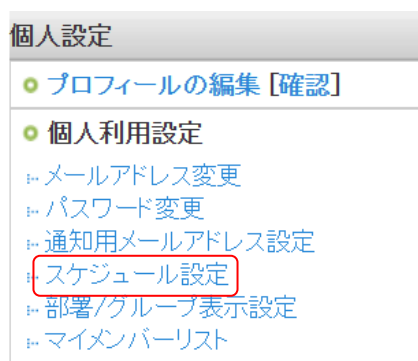 個人設定
プロフィールの編集 [確認]
個人利用設定
メールアドレス変更
パスワード変更
通知用メールアドレス設定
スケジュール設定
部署/グループ表示設定
マイメンバーリスト